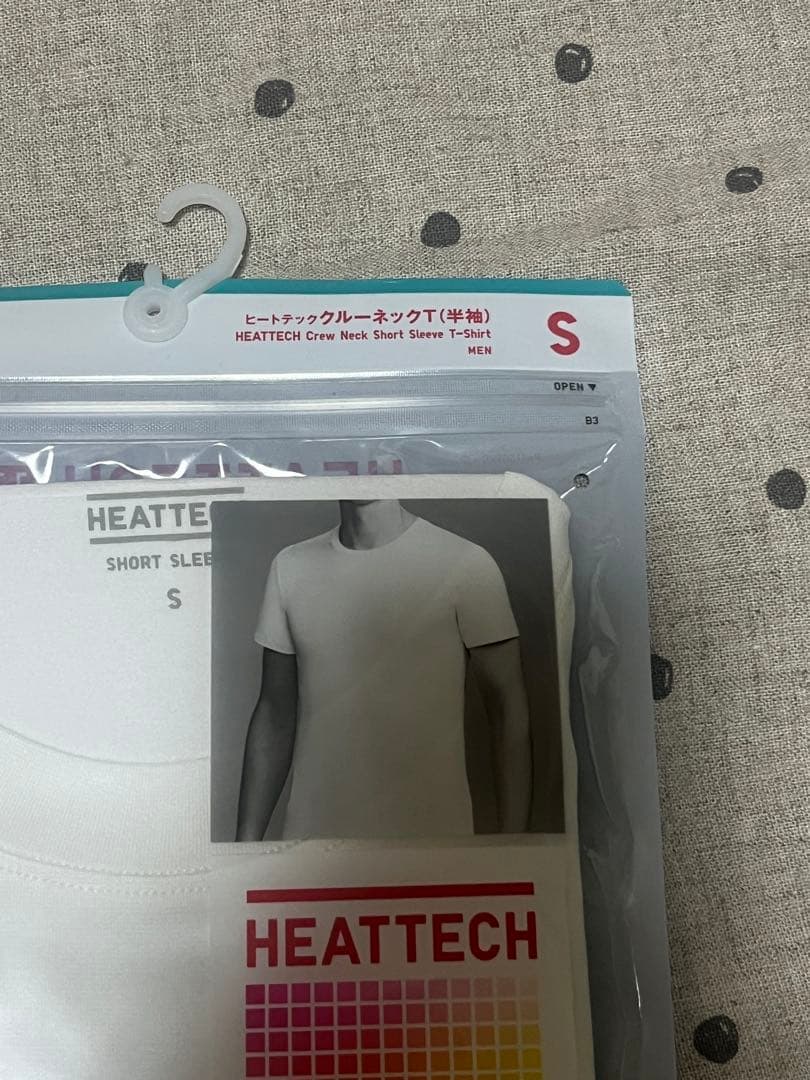 ヒートテッククルーネックT(半袖)
HEATTECH Crew Neck Short Sleeve T-Shirt
MEN
S
OPEN▼
B3
HEATTE
SHORT SLEE
S
HEATTECH